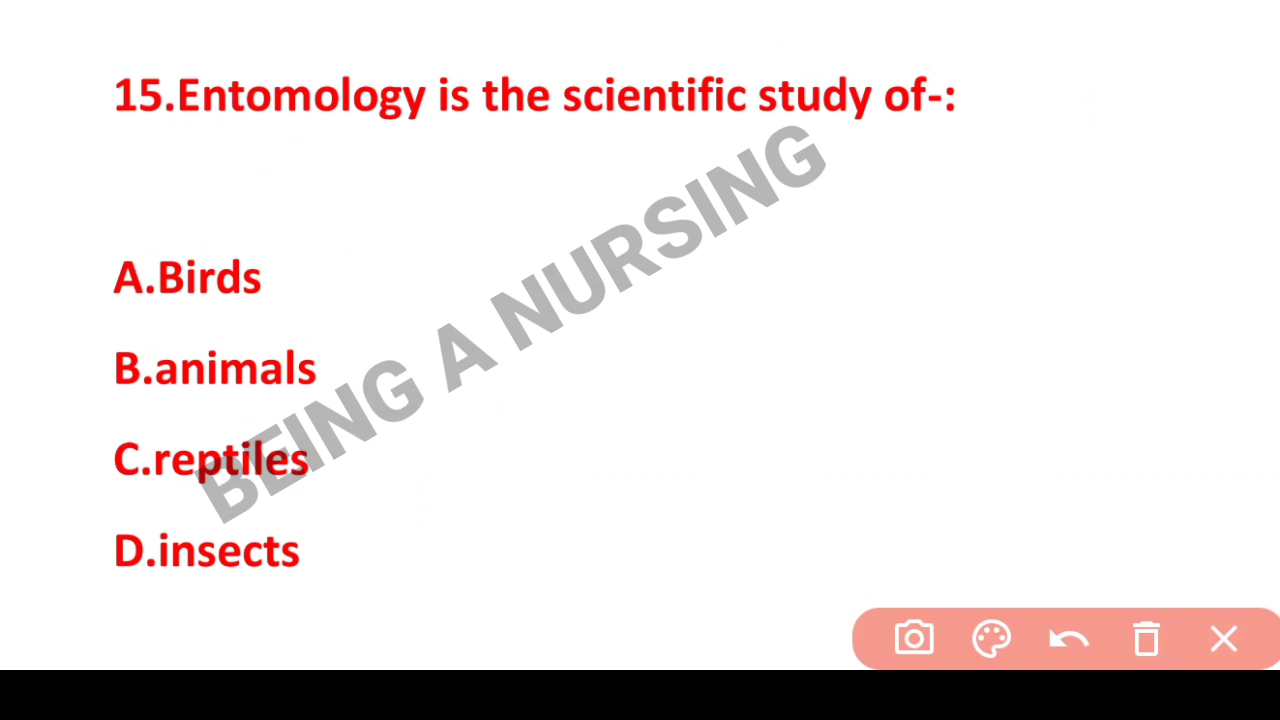 15.Entomology is the scientific study of-:
A.Birds
B.animals
C.reptiles
D.insects
BEING A NURSING